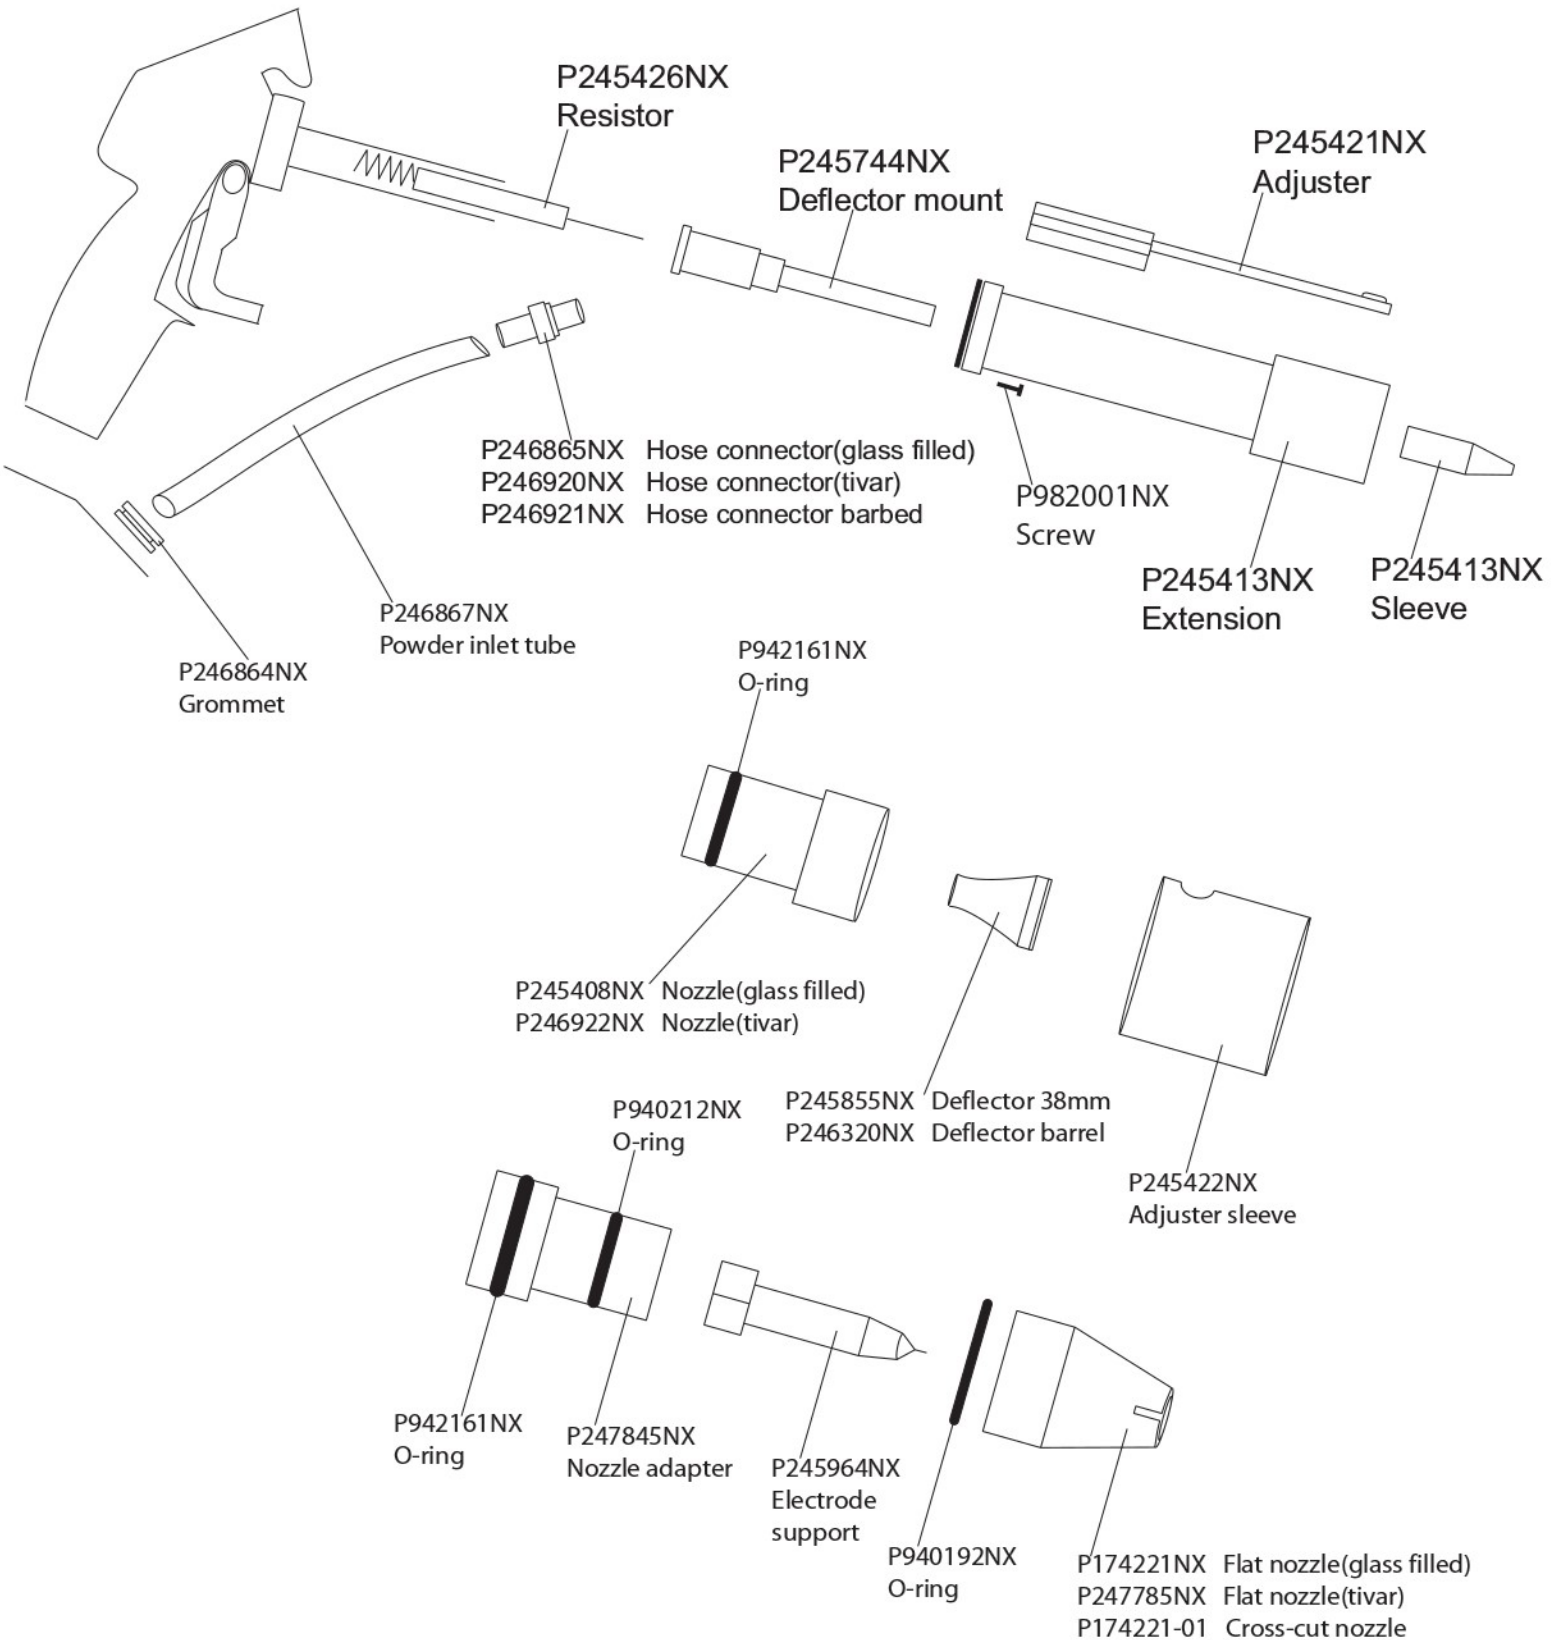 P245426NX
Resistor
P245744NX
Deflector mount
P245421NX
Adjuster
P246865NX Hose connector(glass filled)
P246920NX Hose connector(tivar)
P246921NX Hose connector barbed
P982001NX
Screw
P245413NX
Extension
P245413NX
Sleeve
P246867NX
Powder inlet tube
P246864NX
Grommet
P942161NX
O-ring
P245408NX Nozzle(glass filled)
P246922NX Nozzle(tivar)
P245855NX Deflector 38mm
P246320NX Deflector barrel
P940212NX
O-ring
P245422NX
Adjuster sleeve
P942161NX
O-ring
P247845NX
Nozzle adapter
P245964NX
Electrode
support
P940192NX
O-ring
P174221NX Flat nozzle(glass filled)
P247785NX Flat nozzle(tivar)
P174221-01 Cross-cut nozzle